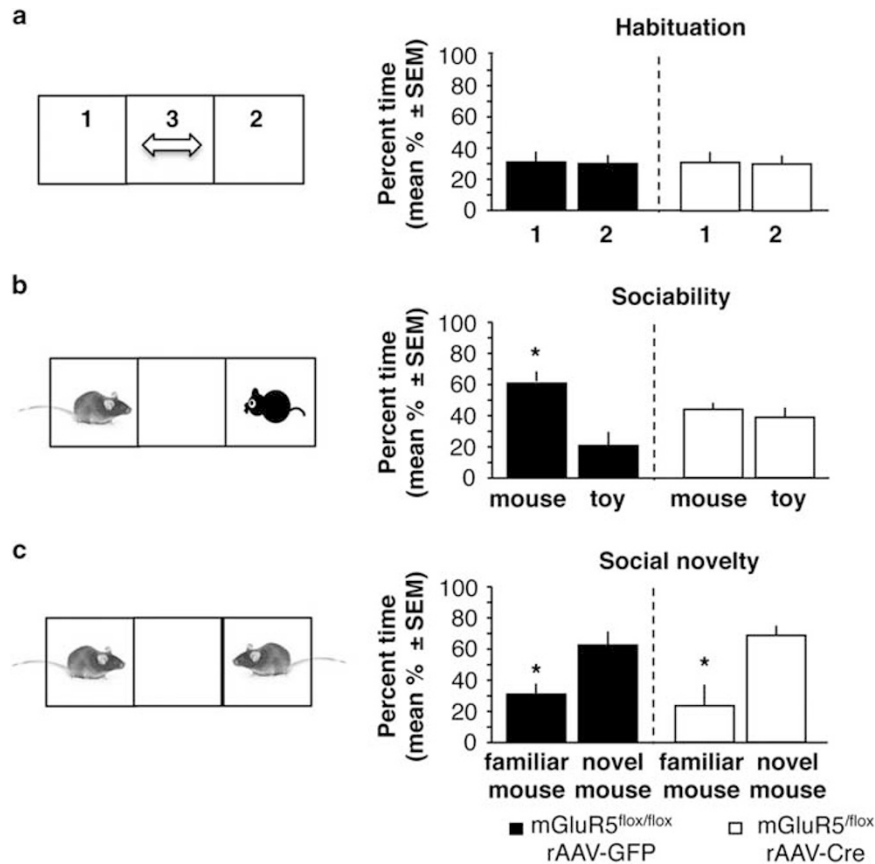 a
1 3 2
Habituation
Percent time
(mean % ± SEM)
100
80
60
40
20
0
1 2 1 2
b
Sociability
Percent time
(mean % ± SEM)
100
80
60
40
20
0
*
mouse toy mouse toy
c
Social novelty
Percent time
(mean % ± SEM)
100
80
60
40
20
0
* *
familiar novel familiar novel
mouse mouse mouse mouse
mGluR5flox/flox mGluR5/flox
rAAV-GFP rAAV-Cre